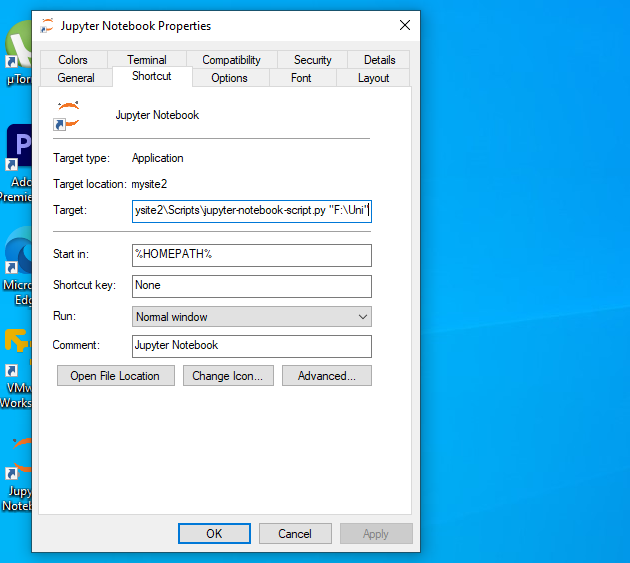 Jupyter Notebook Properties
Colors Terminal Compatibility Security Details
General Shortcut Options Font Layout
Jupyter Notebook
Target type: Application
Target location: mysite2
Target: ysite2\Scripts\jupyter-notebook-script.py "F:\Uni"
Start in: %HOMEPATH%
Shortcut key: None
Run: Normal window
Comment: Jupyter Notebook
Open File Location Change Icon... Advanced...
OK Cancel Apply
µTor
Ado
Premie
Micro
Edg
VMw
Works
Jupy
Noteb